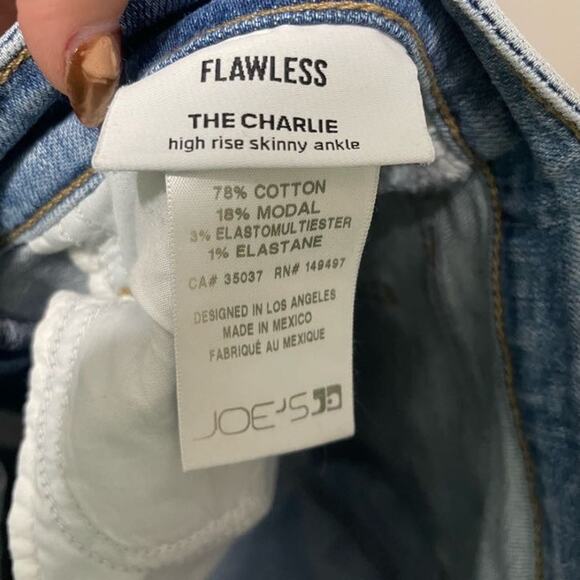 FLAWLESS
THE CHARLIE
high rise skinny ankle
78% COTTON
18% MODAL
3% ELASTOMULTIESTER
1% ELASTANE
CA# 35037 RN# 149497
DESIGNED IN LOS ANGELES
MADE IN MEXICO
FABRIQUÉ AU MEXIQUE
JOE'S